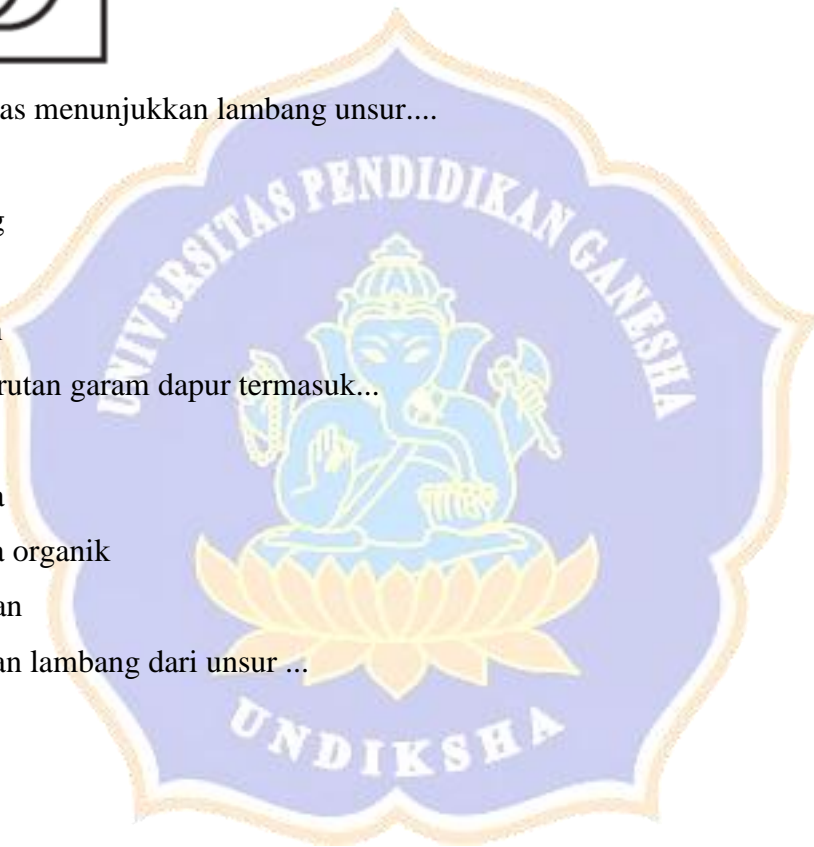 as menunjukkan lambang unsur....
g
UNIVERSITAS PENDIDIKAN GANESHA
n
rutan garam dapur termasuk...
a
a organik
an
an lambang dari unsur ...
UNDIKSHA